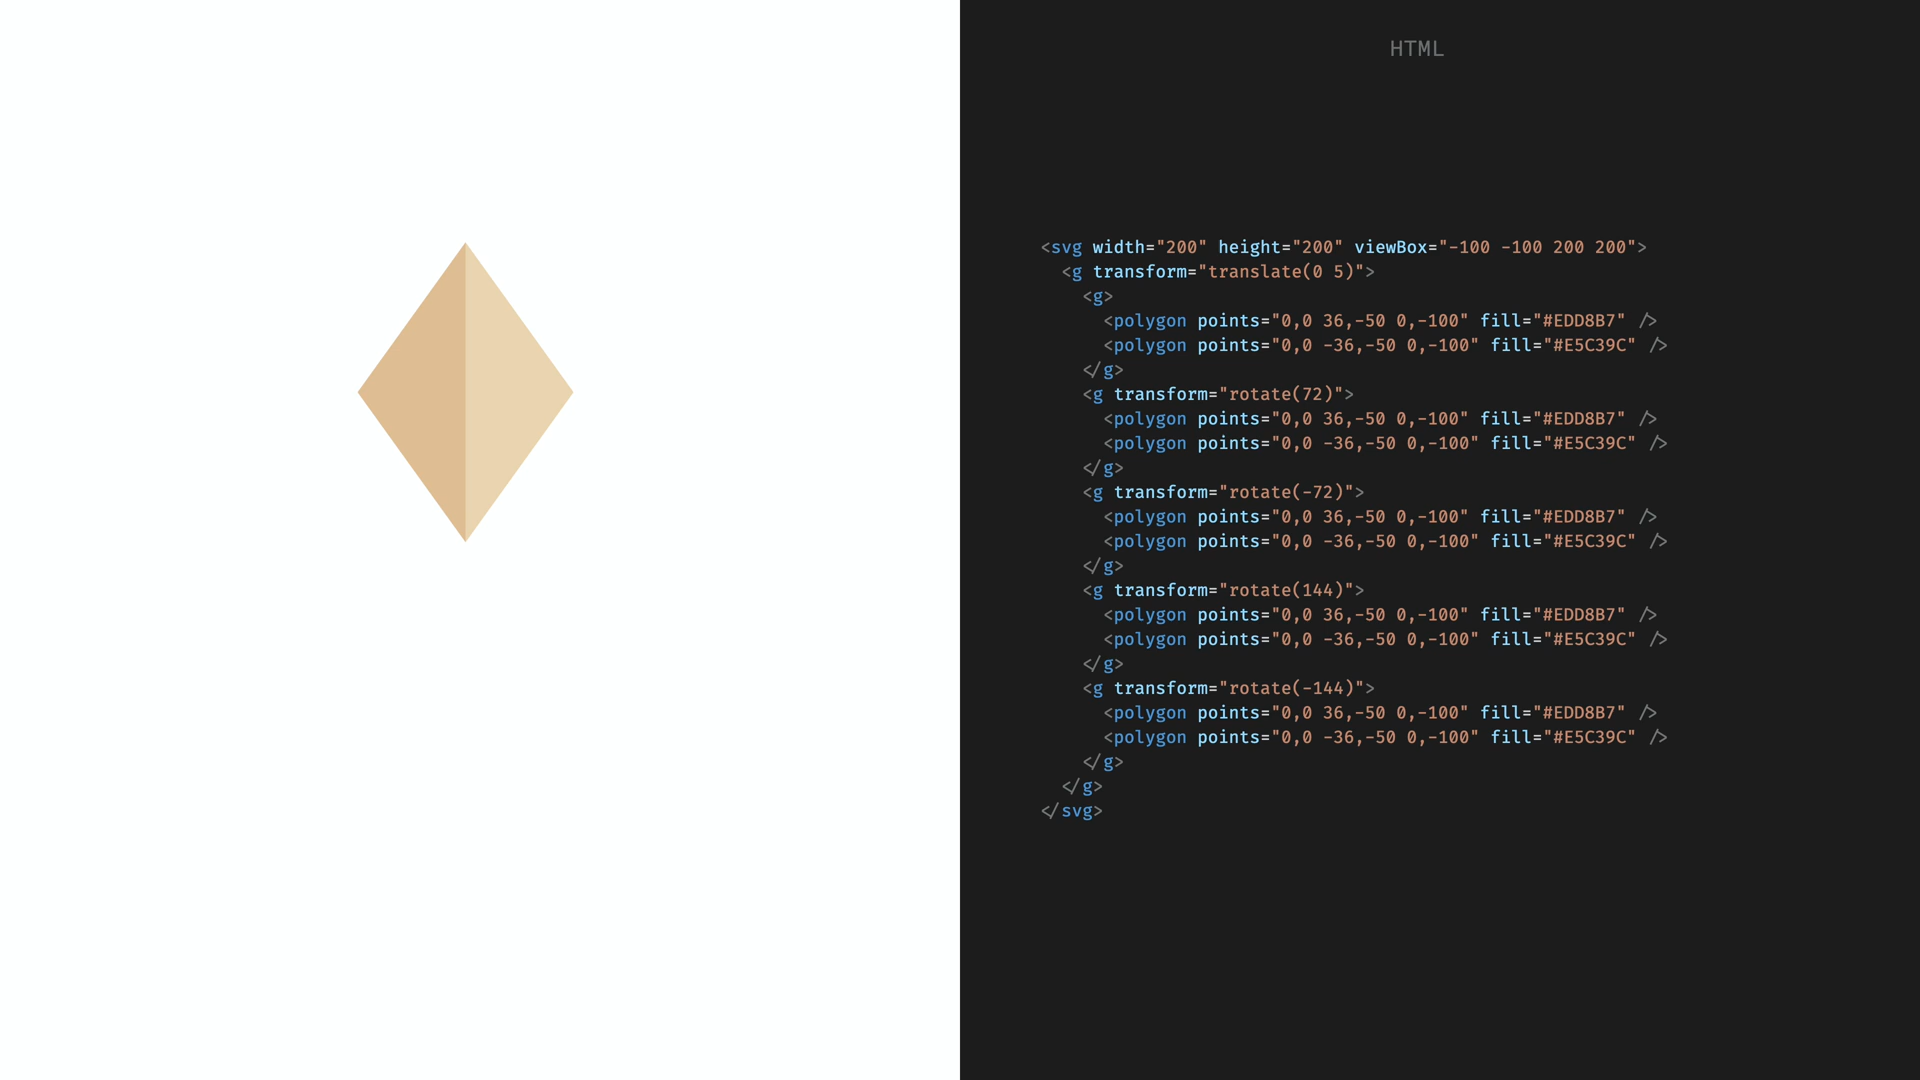 HTML
<svg width="200" height="200" viewBox="-100 -100 200 200">
<g transform="translate(0 5)">
<g>
<polygon points="0,0 36,-50 0,-100" fill="#EDD8B7" />
<polygon points="0,0 -36,-50 0,-100" fill="#E5C39C" />
</g>
<g transform="rotate(72)">
<polygon points="0,0 36,-50 0,-100" fill="#EDD8B7" />
<polygon points="0,0 -36,-50 0,-100" fill="#E5C39C" />
</g>
<g transform="rotate(-72)">
<polygon points="0,0 36,-50 0,-100" fill="#EDD8B7" />
<polygon points="0,0 -36,-50 0,-100" fill="#E5C39C" />
</g>
<g transform="rotate(144)">
<polygon points="0,0 36,-50 0,-100" fill="#EDD8B7" />
<polygon points="0,0 -36,-50 0,-100" fill="#E5C39C" />
</g>
<g transform="rotate(-144)">
<polygon points="0,0 36,-50 0,-100" fill="#EDD8B7" />
<polygon points="0,0 -36,-50 0,-100" fill="#E5C39C" />
</g>
</g>
</svg>